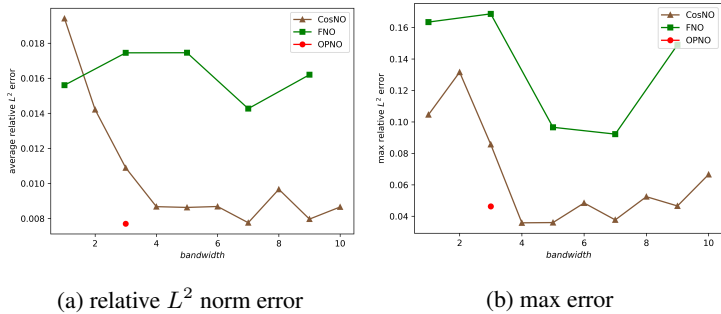 CosNO
FNO
OPNO
average relative L² error
0.018
0.016
0.014
0.012
0.010
0.008
2 4 6 8 10
bandwidth
(a) relative L² norm error
CosNO
FNO
OPNO
max relative L² error
0.16
0.14
0.12
0.10
0.08
0.06
0.04
2 4 6 8 10
bandwidth
(b) max error